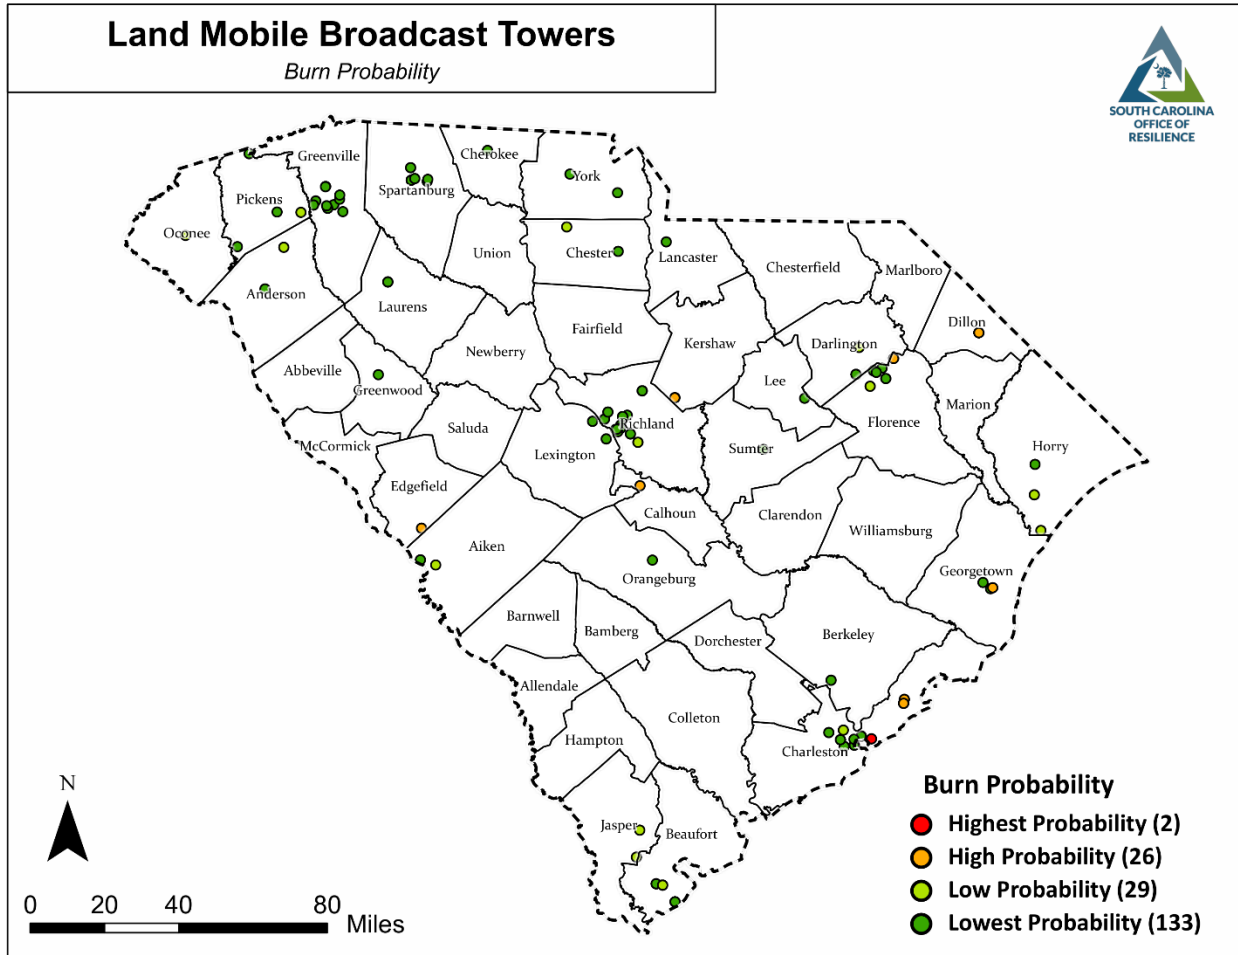 Land Mobile Broadcast Towers
Burn Probability
SOUTH CAROLINA
OFFICE OF
RESILIENCE
Cherokee
Greenville
York
Spartanburg
Pickens
Oconee
Union
Chester
Lancaster
Chesterfield
Marlboro
Anderson
Laurens
Dillon
Fairfield
Kershaw
Darlington
Newberry
Abbeville
Lee
Greenwood
Marion
Richland
Florence
Saluda
McCormick
Sumter
Horry
Lexington
Edgefield
Calhoun
Clarendon
Williamsburg
Aiken
Georgetown
Orangeburg
Barnwell
Bamberg
Berkeley
Dorchester
Allendale
Colleton
Hampton
Charleston
Jasper
Beaufort
N
0 20 40 80
Miles
Burn Probability
Highest Probability (2)
High Probability (26)
Low Probability (29)
Lowest Probability (133)